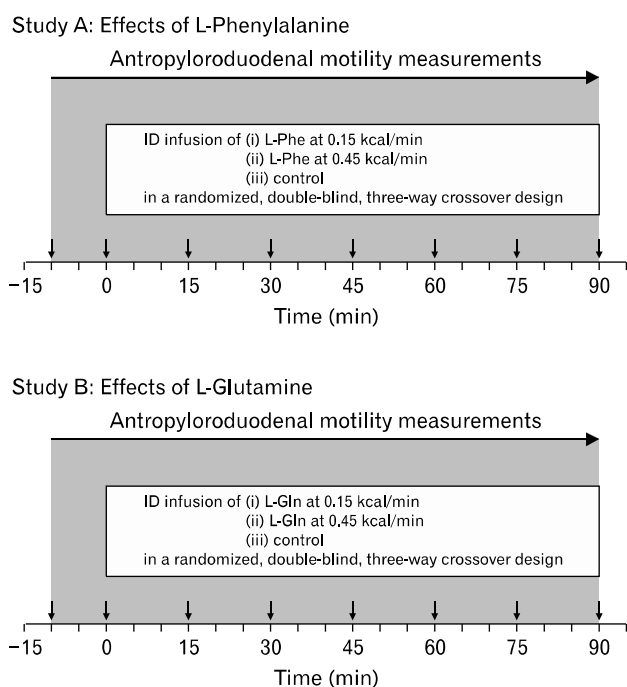 Study A: Effects of L-Phenylalanine
Antropyloroduodenal motility measurements
ID infusion of (i) L-Phe at 0.15 kcal/min
(ii) L-Phe at 0.45 kcal/min
(iii) control
in a randomized, double-blind, three-way crossover design
−15 0 15 30 45 60 75 90
Time (min)
Study B: Effects of L-Glutamine
Antropyloroduodenal motility measurements
ID infusion of (i) L-Gln at 0.15 kcal/min
(ii) L-Gln at 0.45 kcal/min
(iii) control
in a randomized, double-blind, three-way crossover design
−15 0 15 30 45 60 75 90
Time (min)